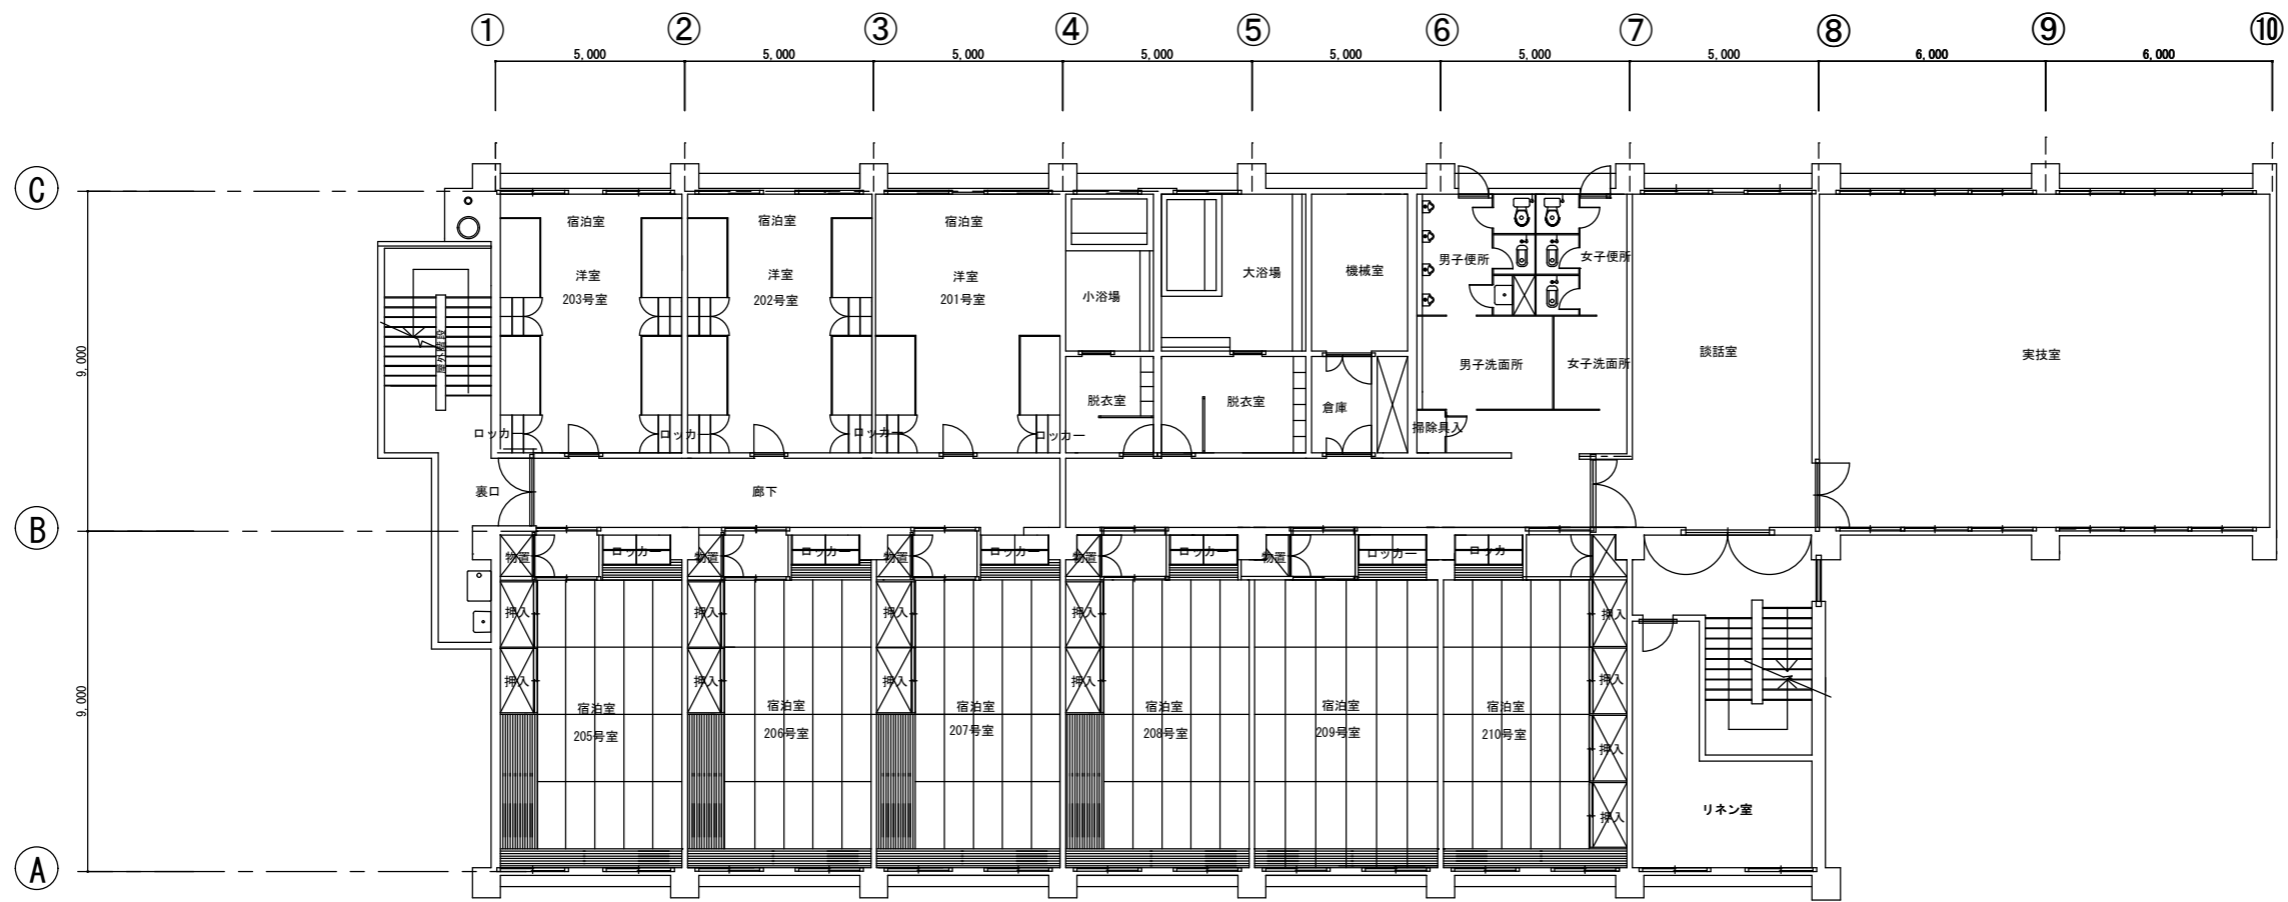 ① ② ③ ④ ⑤ ⑥ ⑦ ⑧ ⑨ ⑩
5,000 5,000 5,000 5,000 5,000 5,000 5,000 6,000 6,000
C
宿泊室 宿泊室 宿泊室
洋室 洋室 洋室
203号室 202号室 201号室
小浴場
大浴場
機械室
男子便所
女子便所
屋外階段
9,000
男子洗面所
女子洗面所
談話室
実技室
脱衣室
脱衣室
倉庫
掃除具入
ロッカー ロッカー ロッカー ロッカー
裏口
廊下
B
物置 ロッカー 物置 ロッカー 物置 ロッカー 物置 ロッカー 物置 ロッカー ロッカー
押入 押入 押入 押入 押入
押入 押入 押入 押入 押入
9,000
宿泊室 宿泊室 宿泊室 宿泊室 宿泊室 宿泊室
205号室 206号室 207号室 208号室 209号室 210号室
押入
押入
リネン室
A